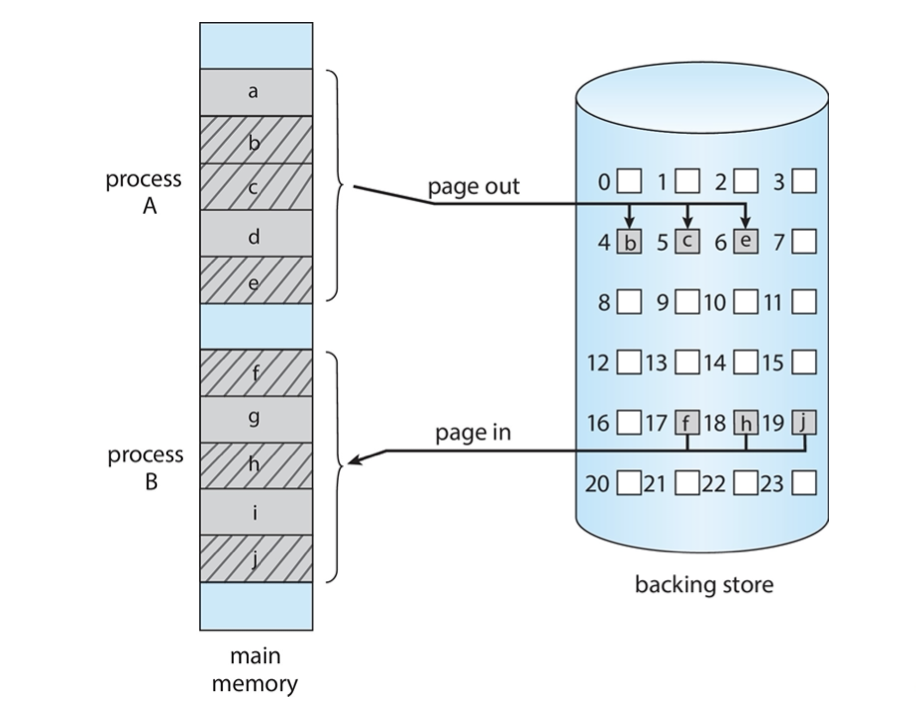 a
b
c
d
e
f
g
h
i
j
process
A
process
B
main
memory
page out
page in
0 1 2 3
4 b 5 c 6 e 7
8 9 10 11
12 13 14 15
16 17 f 18 h 19 j
20 21 22 23
backing store